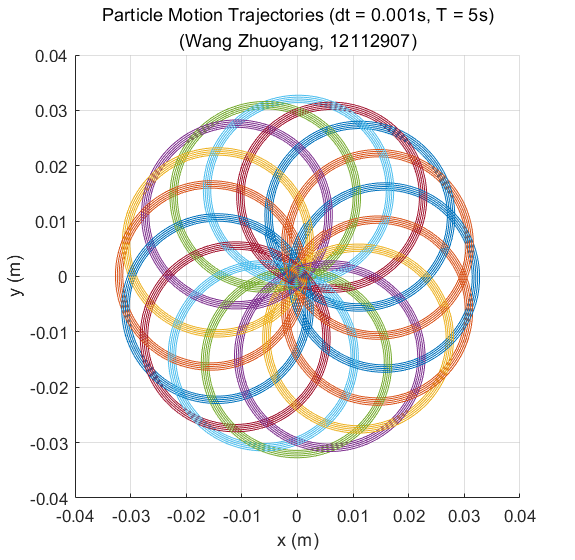 Particle Motion Trajectories (dt = 0.001s, T = 5s)
(Wang Zhuoyang, 12112907)
0.04
0.03
0.02
0.01
0
-0.01
-0.02
-0.03
-0.04
y (m)
-0.04 -0.03 -0.02 -0.01 0 0.01 0.02 0.03 0.04
x (m)